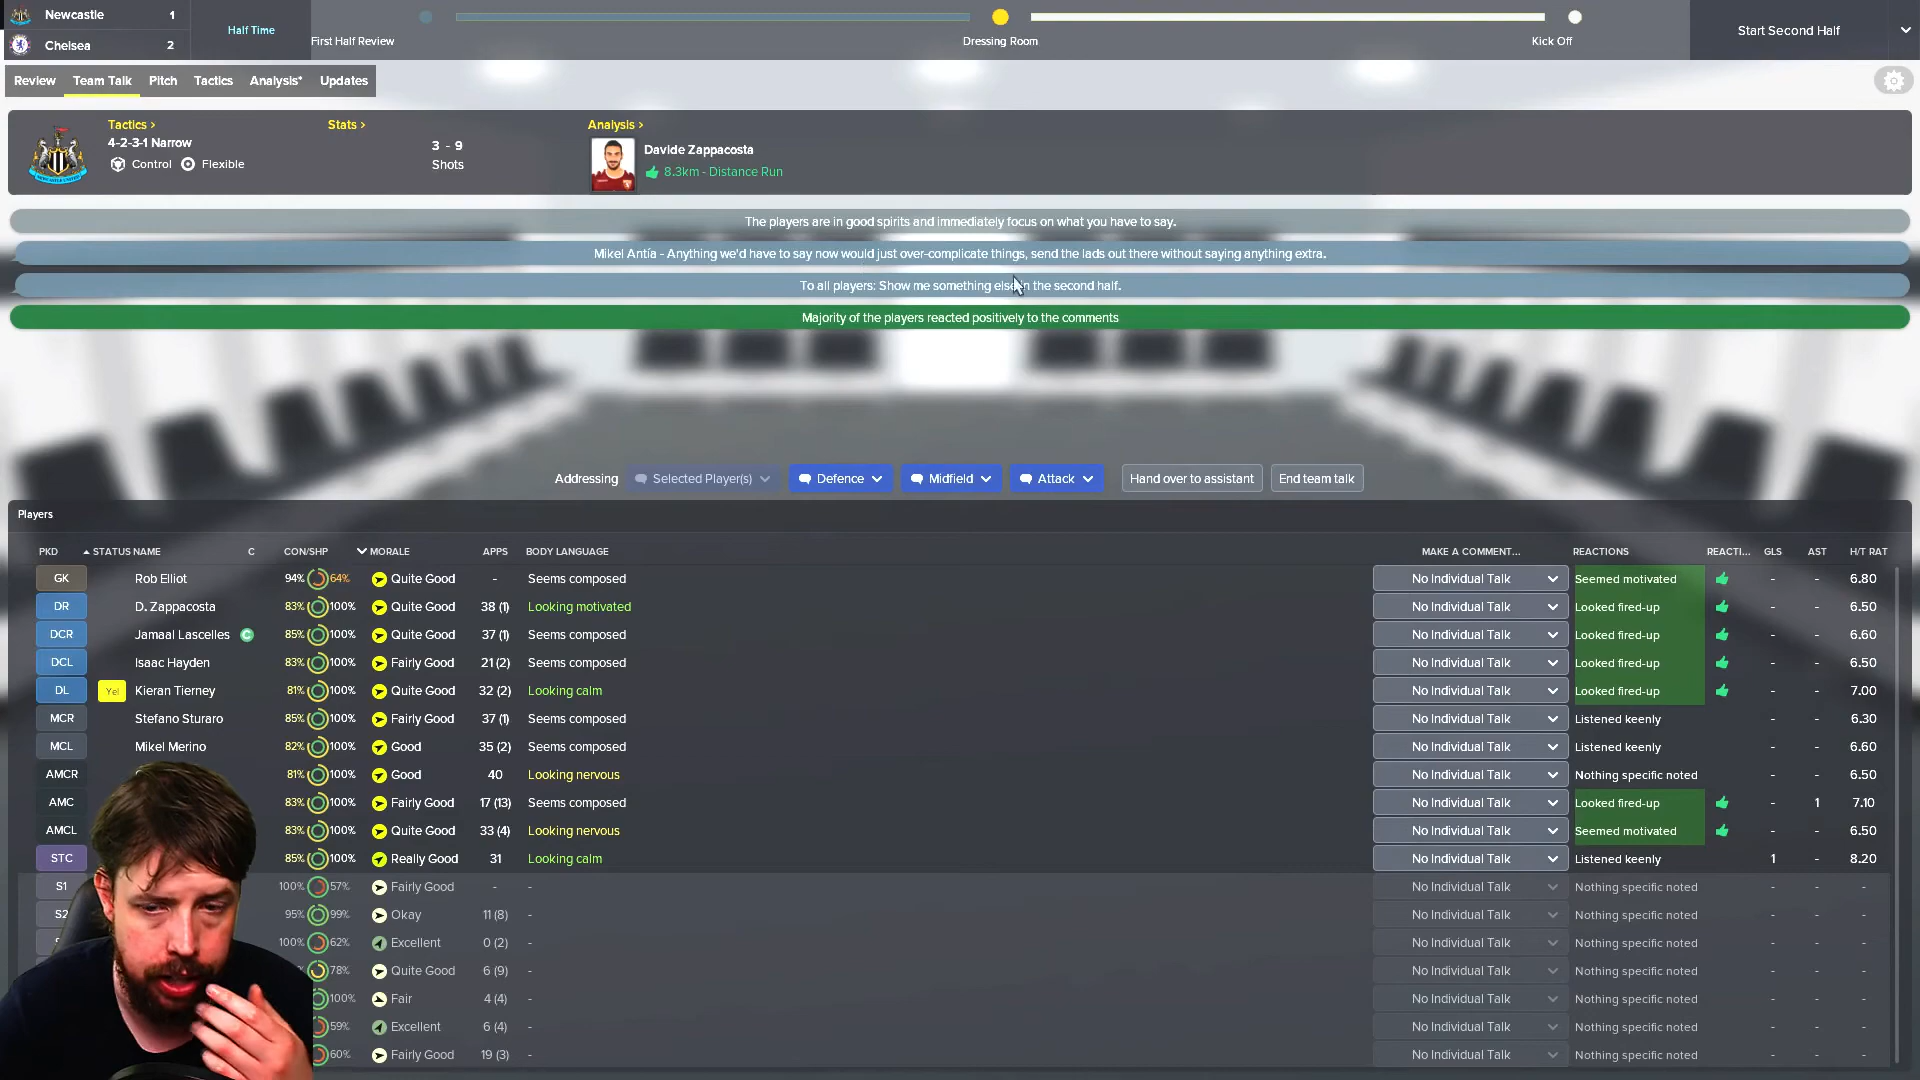 Newcastle 1
Chelsea 2
Half Time
First Half Review
Dressing Room
Kick Off
Start Second Half
Review Team Talk Pitch Tactics Analysis* Updates
Tactics >
4-2-3-1 Narrow
Control Flexible
Stats >
3 - 9
Shots
Analysis >
Davide Zappacosta
8.3km - Distance Run
The players are in good spirits and immediately focus on what you have to say.
Mikel Antía - Anything we'd have to say now would just over-complicate things, send the lads out there without saying anything extra.
To all players: Show me something else in the second half.
Majority of the players reacted positively to the comments
Addressing Selected Player(s) Defence Midfield Attack Hand over to assistant End team talk
Players
PKD STATUS NAME C CON/SHP MORALE APPS BODY LANGUAGE MAKE A COMMENT... REACTIONS REACTI... GLS AST H/T RAT
GK Rob Elliot 94% 64% Quite Good - Seems composed No Individual Talk Seemed motivated - - 6.80
DR D. Zappacosta 83% 100% Quite Good 38 (1) Looking motivated No Individual Talk Looked fired-up - - 6.50
DCR Jamaal Lascelles C 85% 100% Quite Good 37 (1) Seems composed No Individual Talk Looked fired-up - - 6.60
DCL Isaac Hayden 83% 100% Fairly Good 21 (2) Seems composed No Individual Talk Looked fired-up - - 6.50
DL Yel Kieran Tierney 81% 100% Quite Good 32 (2) Looking calm No Individual Talk Looked fired-up - - 7.00
MCR Stefano Sturaro 85% 100% Fairly Good 37 (1) Seems composed No Individual Talk Listened keenly - - 6.30
MCL Mikel Merino 82% 100% Good 35 (2) Seems composed No Individual Talk Listened keenly - - 6.60
AMCR 81% 100% Good 40 Looking nervous No Individual Talk Nothing specific noted - - 6.50
AMC 83% 100% Fairly Good 17 (13) Seems composed No Individual Talk Looked fired-up - 1 7.10
AMCL 83% 100% Quite Good 33 (4) Looking nervous No Individual Talk Seemed motivated - - 6.50
STC 85% 100% Really Good 31 Looking calm No Individual Talk Listened keenly 1 - 8.20
S1 100% 57% Fairly Good - - No Individual Talk Nothing specific noted - - -
S2 95% 99% Okay 11 (8) - No Individual Talk Nothing specific noted - - -
100% 62% Excellent 0 (2) - No Individual Talk Nothing specific noted - - -
78% Quite Good 6 (9) - No Individual Talk Nothing specific noted - - -
100% Fair 4 (4) - No Individual Talk Nothing specific noted - - -
59% Excellent 6 (4) - No Individual Talk Nothing specific noted - - -
60% Fairly Good 19 (3) - No Individual Talk Nothing specific noted - - -